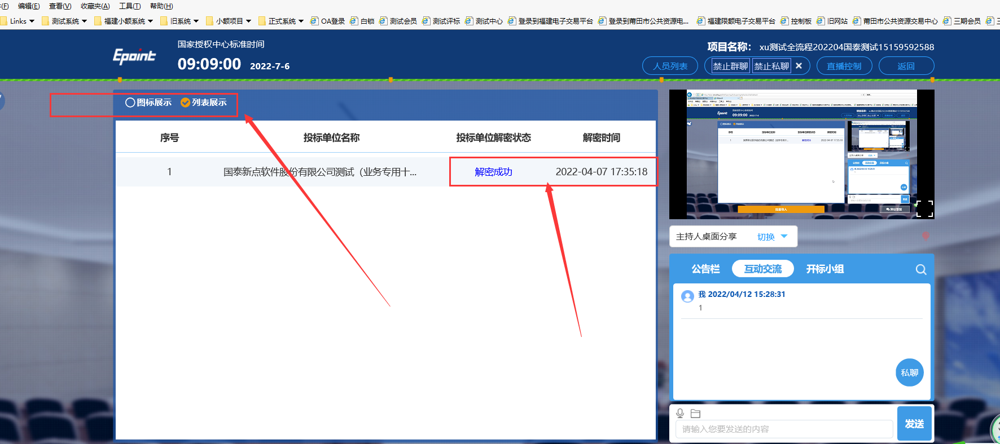 (F) 编辑(E) 查看(V) 收藏夹(A) 工具(T) 帮助(H)
Links 测试系统 福建小额系统 旧系统 小额项目 正式系统 OA登录 白锁 测试会员 测试评标 测试中心 登录到福建电子交易平台 登录到莆田市公共资源电... 福建限额电子交易平台 控制板 旧网站 莆田市公共资源交易中心 三期会员
Epoint
国家授权中心标准时间
09:09:00 2022-7-6
项目名称： xu测试全流程202204国泰测试15159592588
人员列表 禁止群聊 禁止私聊 × 直播控制 返回
图标展示 列表展示
序号 投标单位名称 投标单位解密状态 解密时间
1 国泰新点软件股份有限公司测试（业务专用十... 解密成功 2022-04-07 17:35:18
主持人桌面分享 切换
公告栏 互动交流 开标小组
我 2022/04/12 15:28:31
1
私聊
请输入您要发送的内容
发送